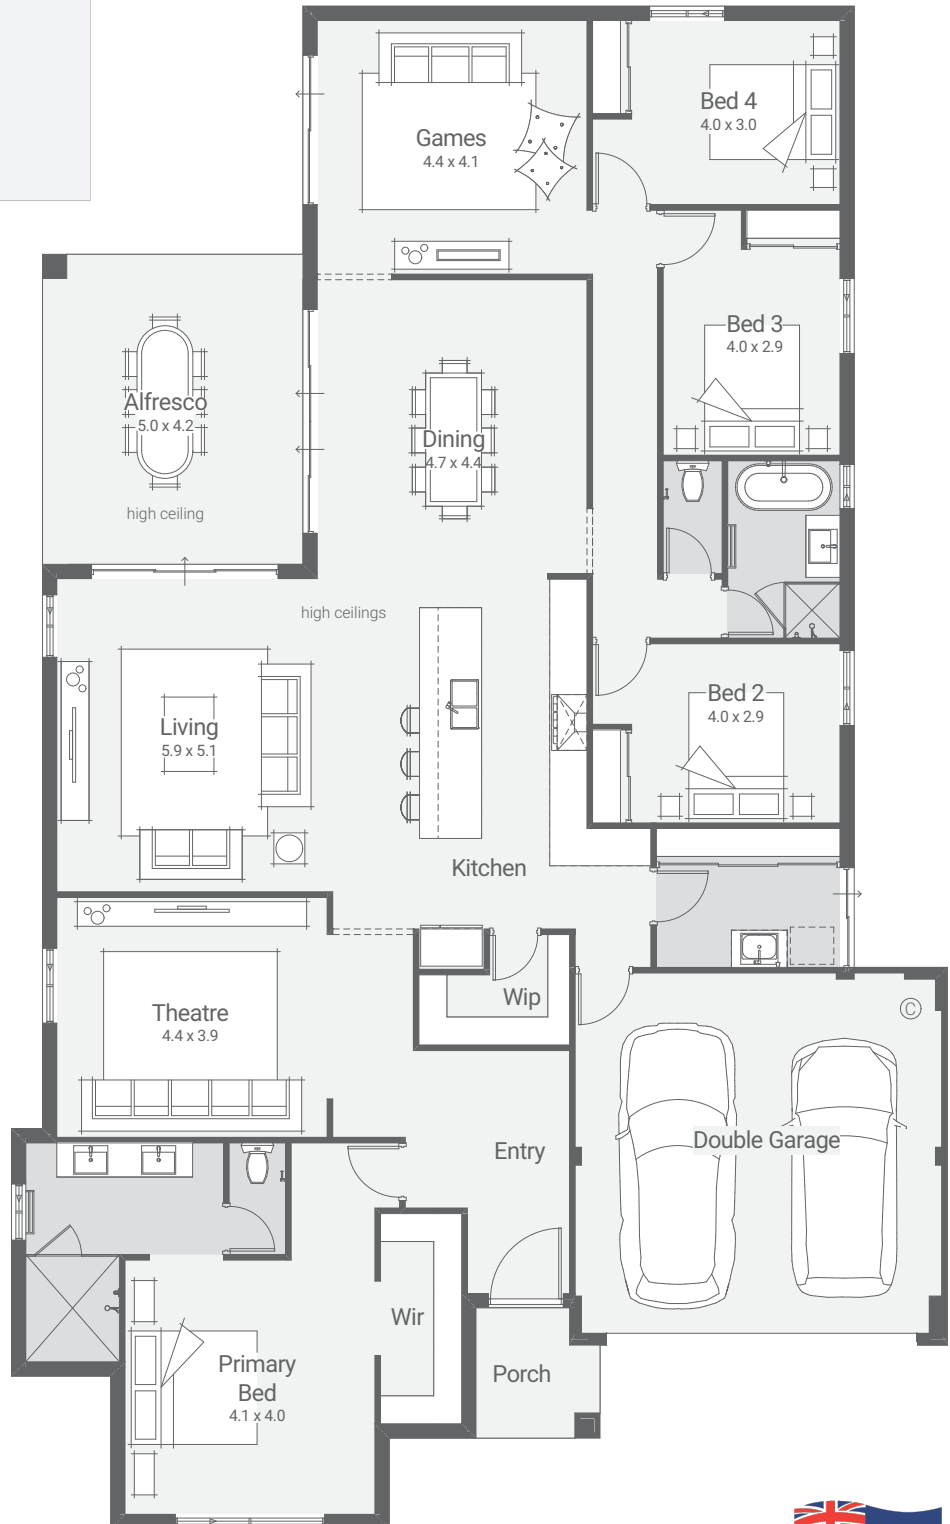 Bed 4
4.0 x 3.0
Games
4.4 x 4.1
Bed 3
4.0 x 2.9
Alfresco
5.0 x 4.2
high ceiling
Dining
4.7 x 4.4
high ceilings
Bed 2
4.0 x 2.9
Living
5.9 x 5.1
Kitchen
Wip
Theatre
4.4 x 3.9
C
Double Garage
Entry
Wir
Primary
Bed
4.1 x 4.0
Porch